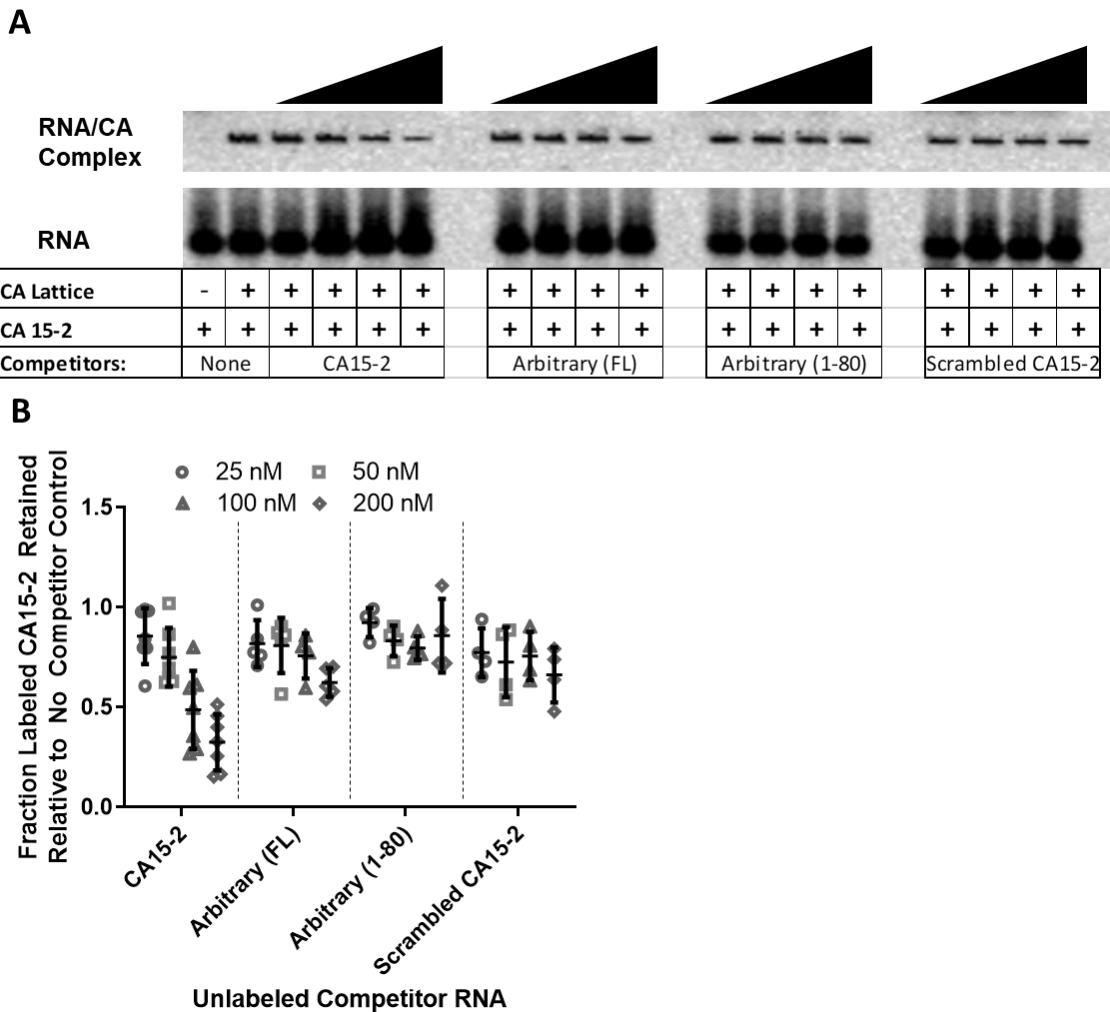 A
RNA/CA
Complex
RNA
CA Lattice - + + + + + + + + + + + + + + + + +
CA 15-2 + + + + + + + + + + + + + + + + + +
Competitors: None CA15-2 Arbitrary (FL) Arbitrary (1-80) Scrambled CA15-2
B
25 nM 50 nM
100 nM 200 nM
Fraction Labeled CA15-2 Retained
Relative to No Competitor Control
1.5
1.0
0.5
0.0
CA15-2
Arbitrary (FL)
Arbitrary (1-80)
Scrambled CA15-2
Unlabeled Competitor RNA